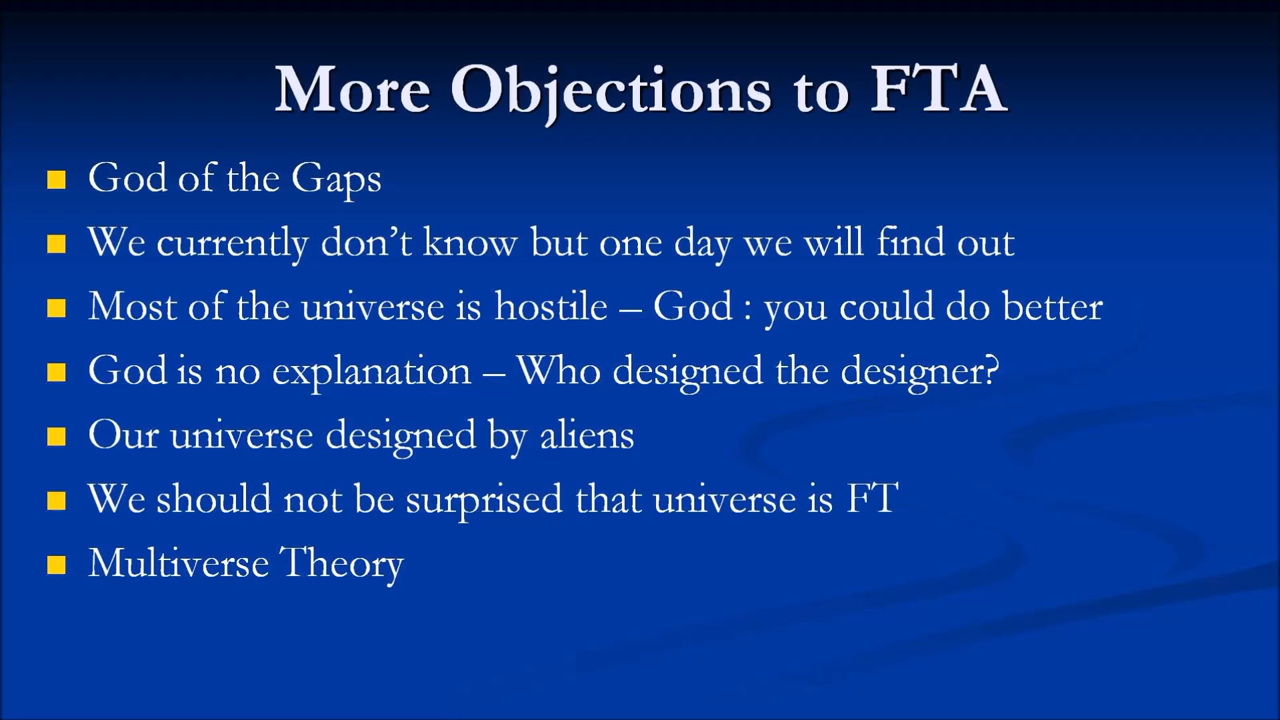 More Objections to FTA
God of the Gaps
We currently don’t know but one day we will find out
Most of the universe is hostile – God : you could do better
God is no explanation – Who designed the designer?
Our universe designed by aliens
We should not be surprised that universe is FT
Multiverse Theory